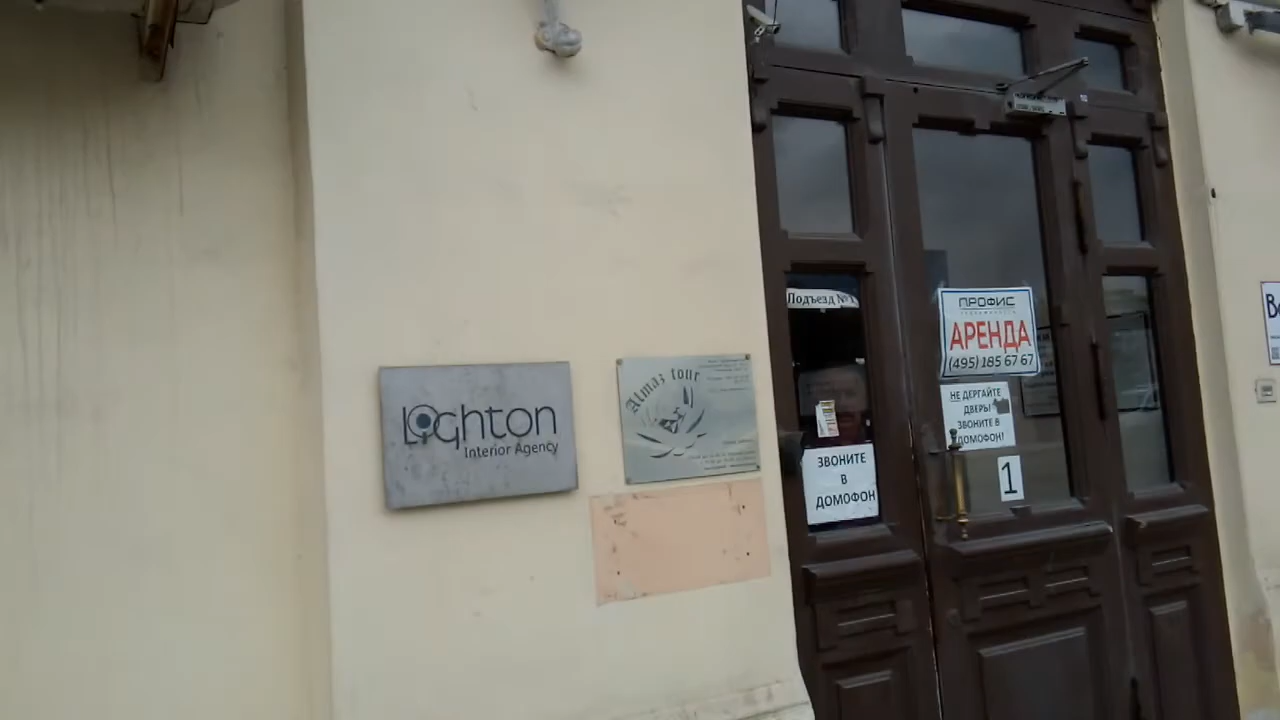 Lighton
Interior Agency
Almaz tour
Подъезд №1
ЗВОНИТЕ
В
ДОМОФОН
ПРОФИС
НЕДВИЖИМОСТЬ
АРЕНДА
(495) 185 67 67
НЕ ДЕРГАЙТЕ
ДВЕРЬ!
ЗВОНИТЕ В
ДОМОФОН!
1